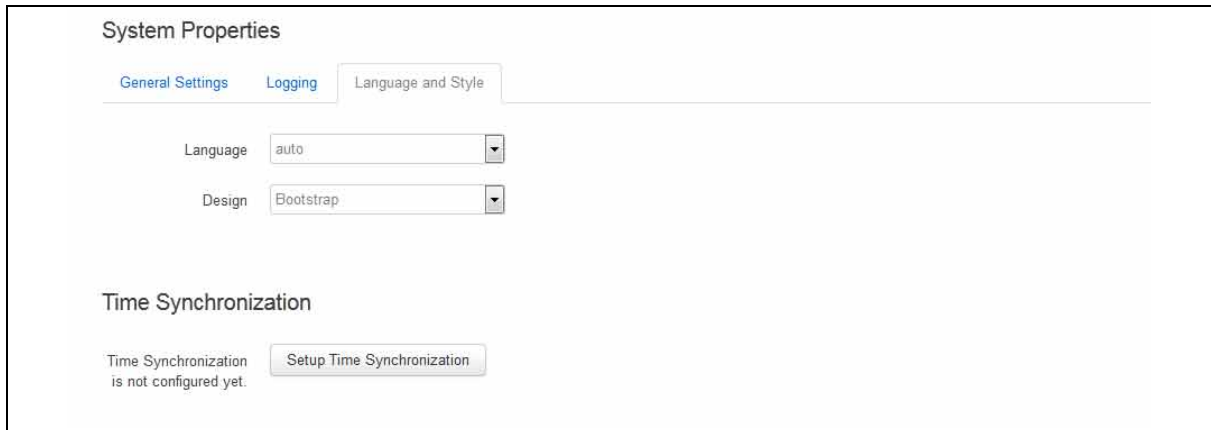 System Properties
General Settings Logging Language and Style
Language auto
Design Bootstrap
Time Synchronization
Time Synchronization Setup Time Synchronization
is not configured yet.